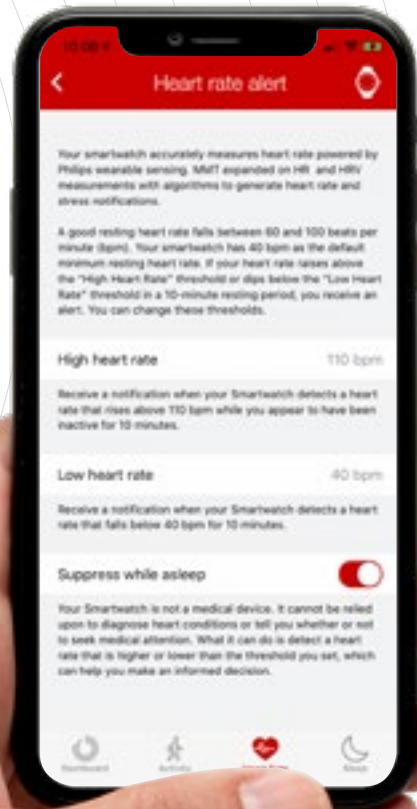 10:08
Heart rate alert
Your smartwatch accurately measures heart rate powered by
Philips wearable sensing. MMT expanded on HR and HRV
measurements with algorithms to generate heart rate and
stress notifications.
A good resting heart rate falls between 60 and 100 beats per
minute (bpm). Your smartwatch has 40 bpm as the default
minimum resting heart rate. If your heart rate raises above
the "High Heart Rate" threshold or dips below the "Low Heart
Rate" threshold in a 10-minute resting period, you receive an
alert. You can change these thresholds.
High heart rate 110 bpm
Receive a notification when your Smartwatch detects a heart
rate that rises above 110 bpm while you appear to have been
inactive for 10 minutes.
Low heart rate 40 bpm
Receive a notification when your Smartwatch detects a heart
rate that falls below 40 bpm for 10 minutes.
Suppress while asleep
Your Smartwatch is not a medical device. It cannot be relied
upon to diagnose heart conditions or tell you whether or not
to seek medical attention. What it can do is detect a heart
rate that is higher or lower than the threshold you set, which
can help you make an informed decision.
Dashboard Activity Sleep